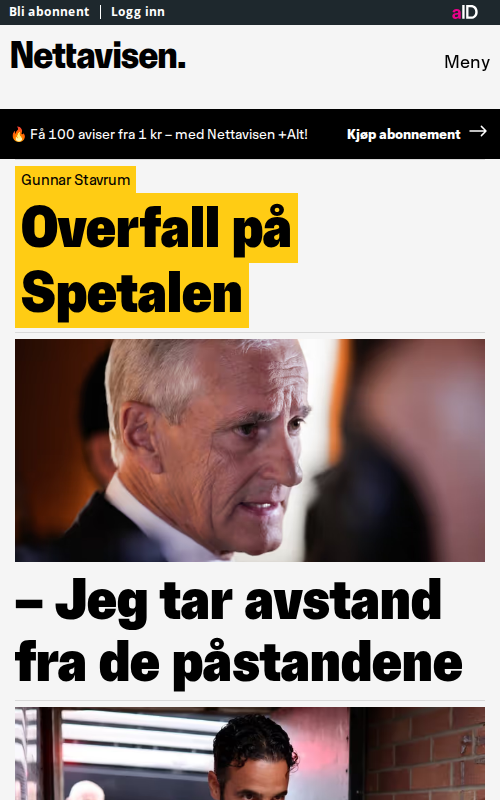 Bli abonnent | Logg inn
aID
Nettavisen.
Meny
🔥 Få 100 aviser fra 1 kr – med Nettavisen +Alt!
Kjøp abonnement →
Gunnar Stavrum
Overfall på
Spetalen
– Jeg tar avstand
fra de påstandene